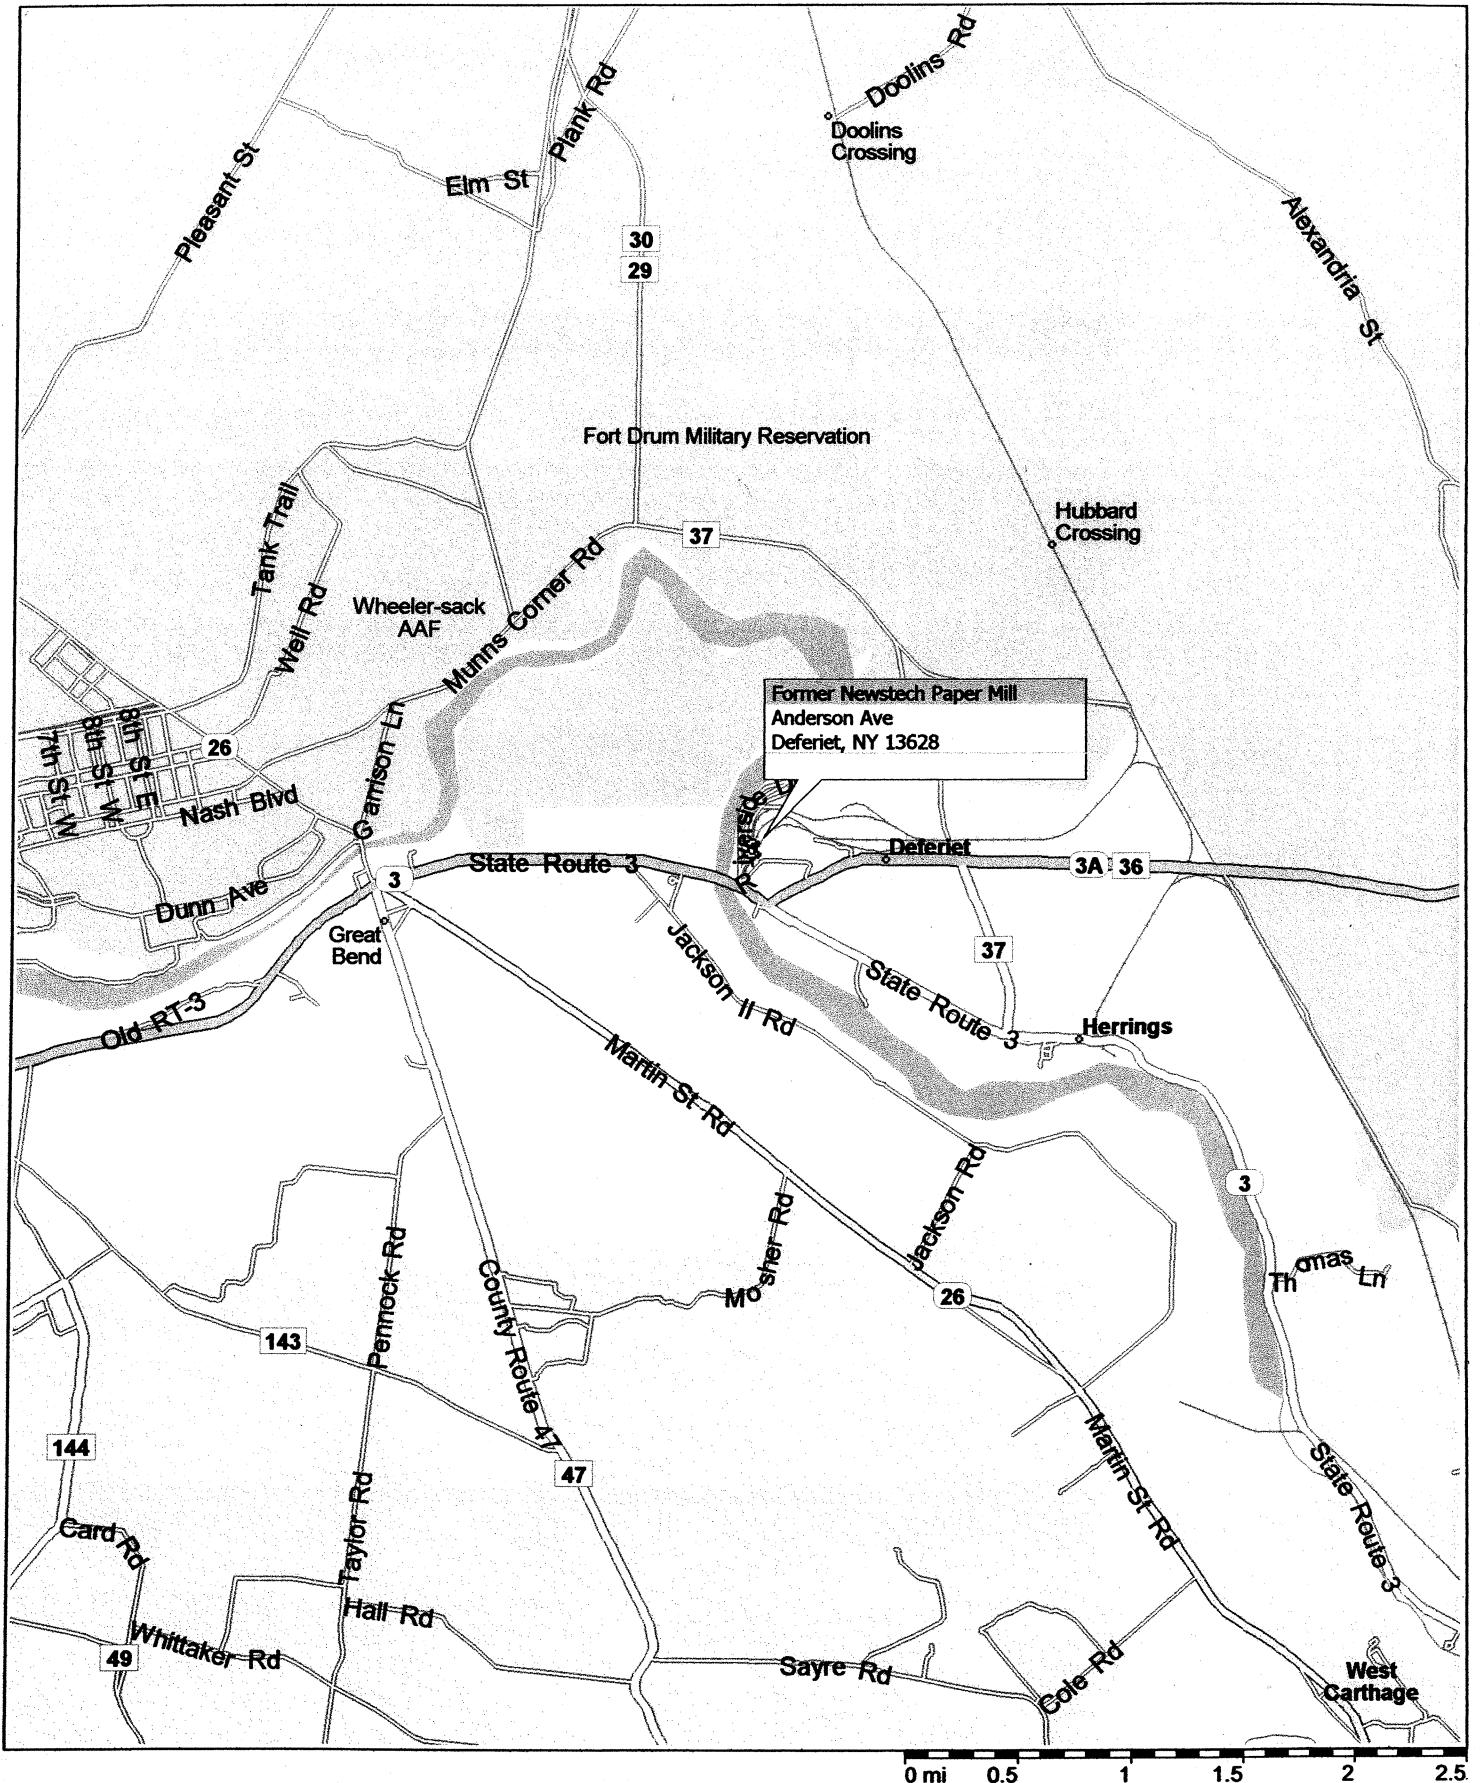 Doolins Rd
Doolins
Crossing
Plank Rd
Pleasant St
Elm St
Alexandria St
30
29
Fort Drum Military Reservation
Hubbard
Crossing
37
Tank Trail
Well Rd
Wheeler-sack
AAF
Munns Corner Rd
Former Newstech Paper Mill
Anderson Ave
Deferiet, NY 13628
7th St W
8th St W
8th St E
26
Garrison Ln
Nash Blvd
Deferiet
State Route 3
3
3A
36
Dunn Ave
Great
Bend
Jackson II Rd
37
State Route 3
Old RT-3
Herrings
Martin St Rd
Jackson Rd
3
Mosher Rd
Thomas Ln
Pennock Rd
County Route 47
26
143
144
47
Martin St Rd
State Route 3
Card Rd
Taylor Rd
Hall Rd
Whittaker Rd
49
Sayre Rd
Cole Rd
West
Carthage
0 mi 0.5 1 1.5 2 2.5